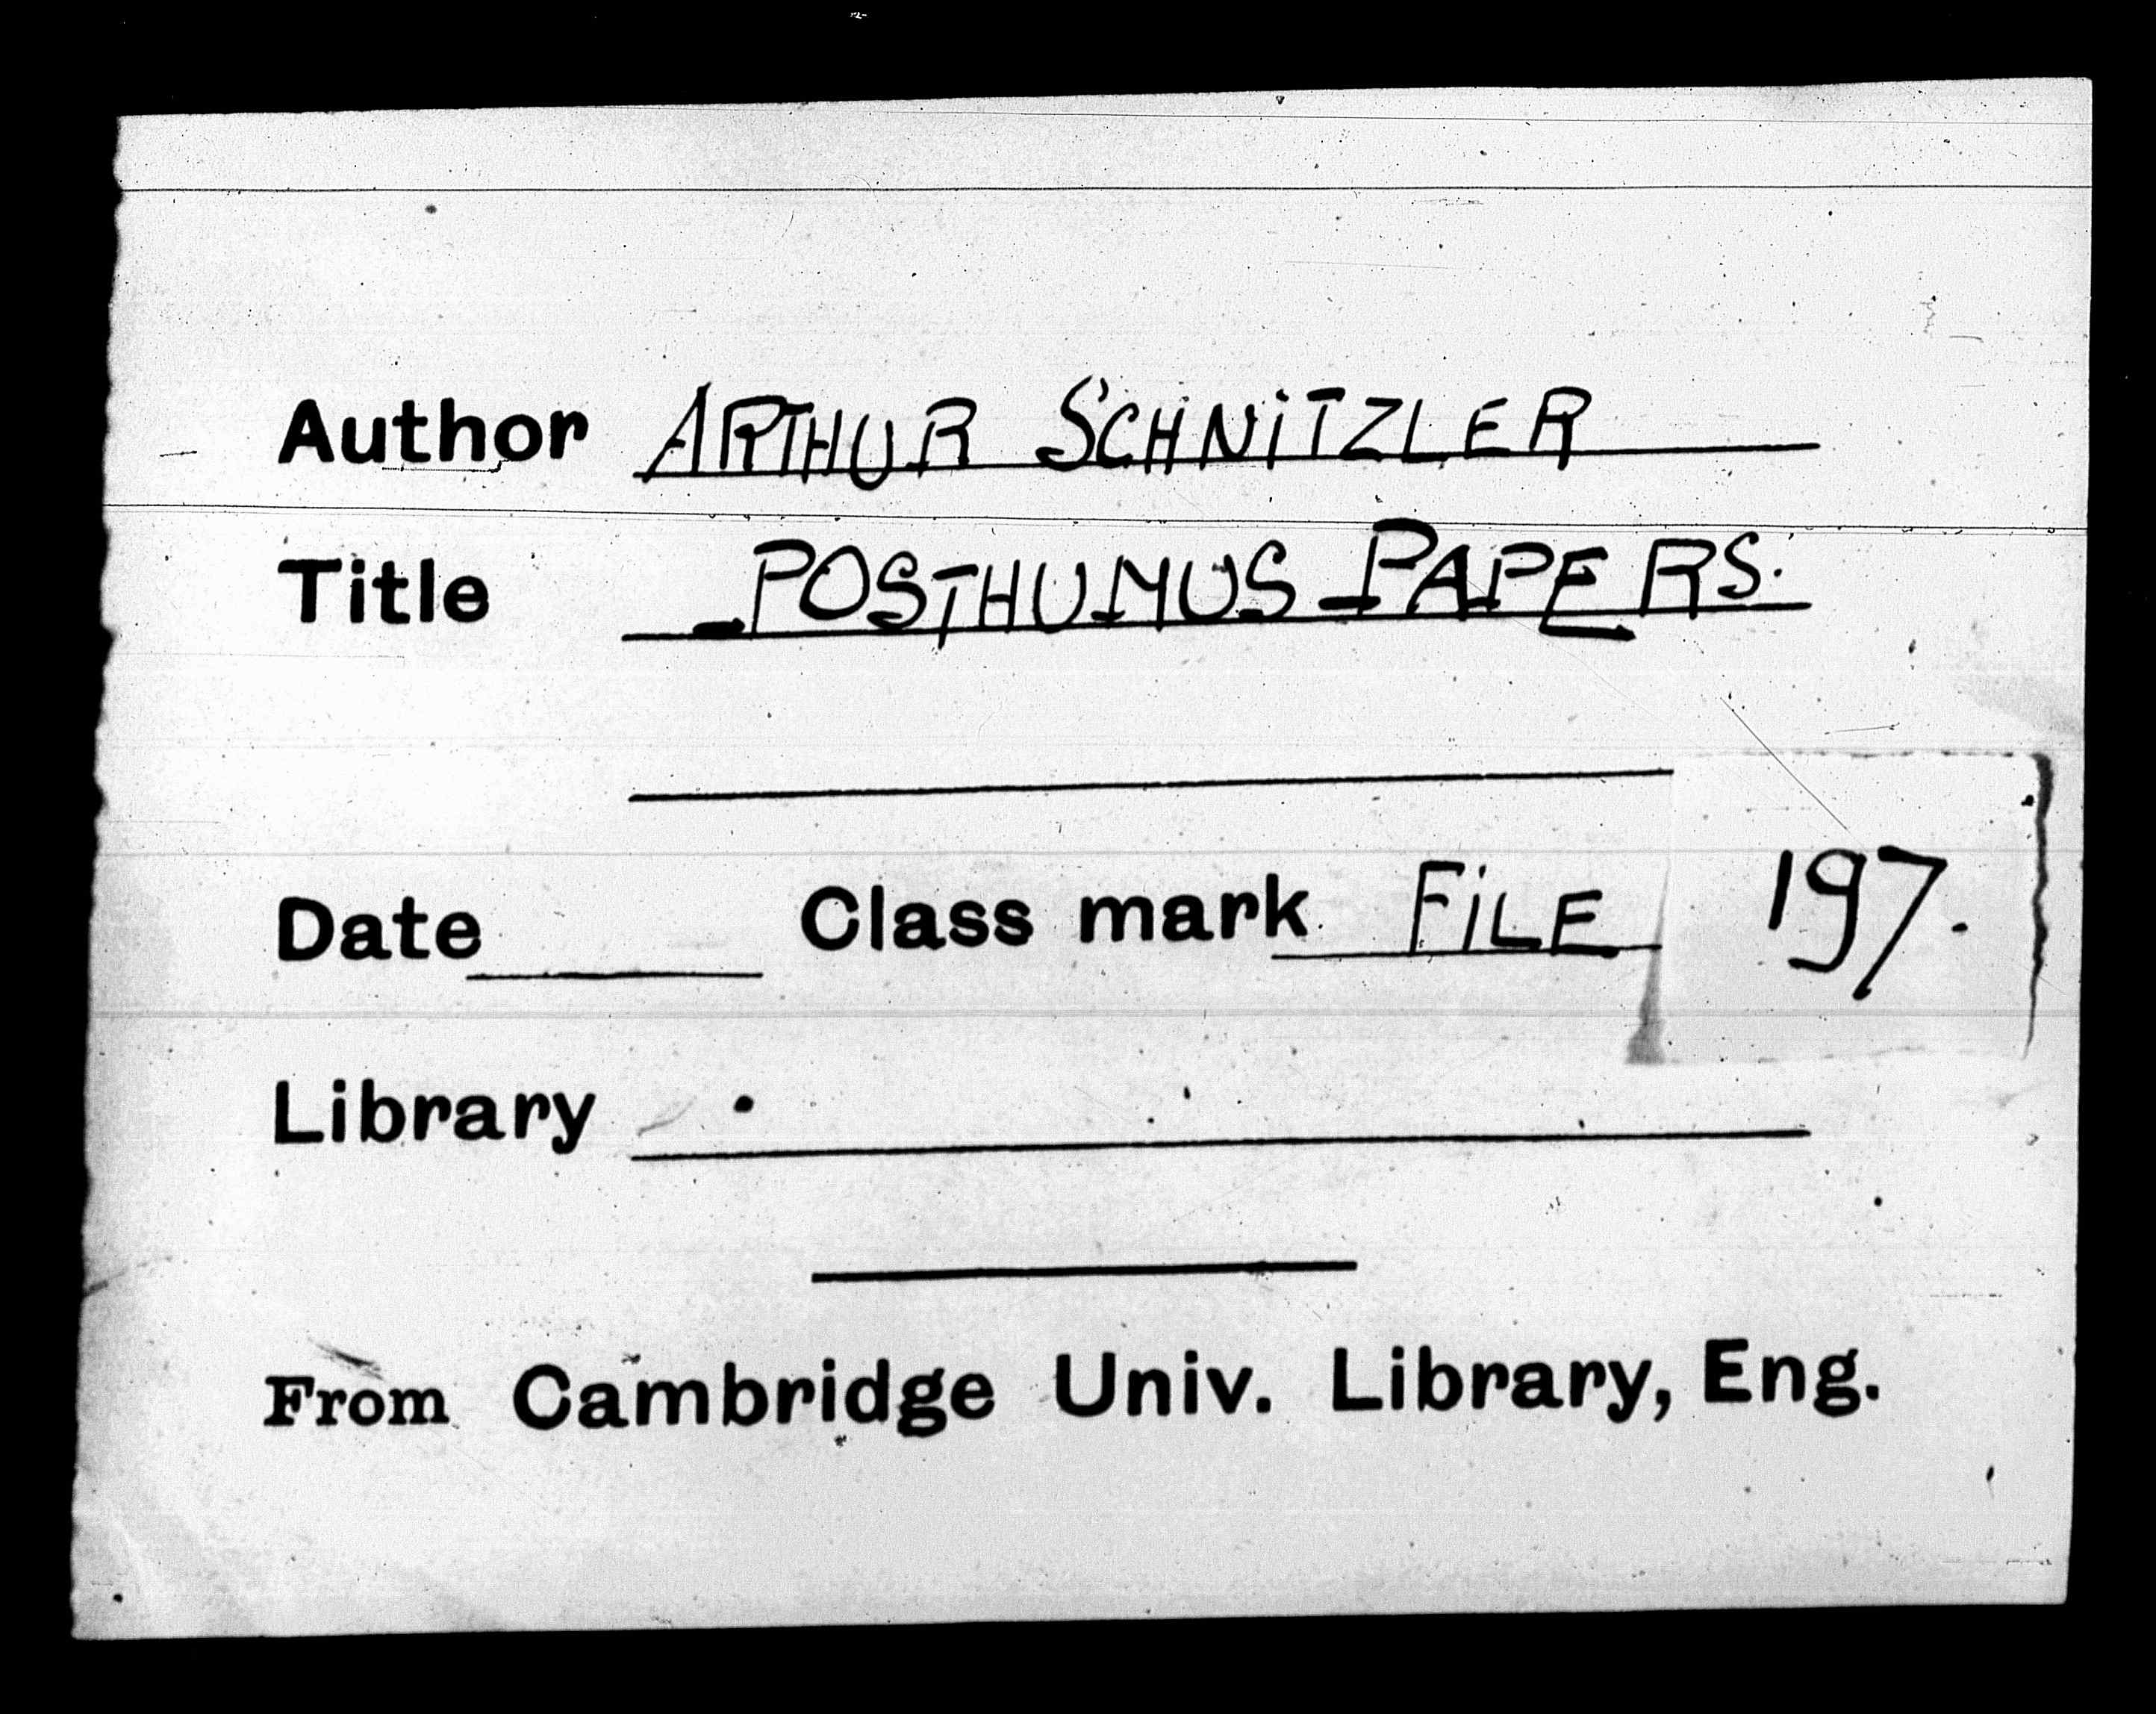 Author ARTHUR SCHNITZLER
Title POSTHUMUS PAPERS.
Date Class mark FILE 197.
Library
From Cambridge Univ. Library, Eng.